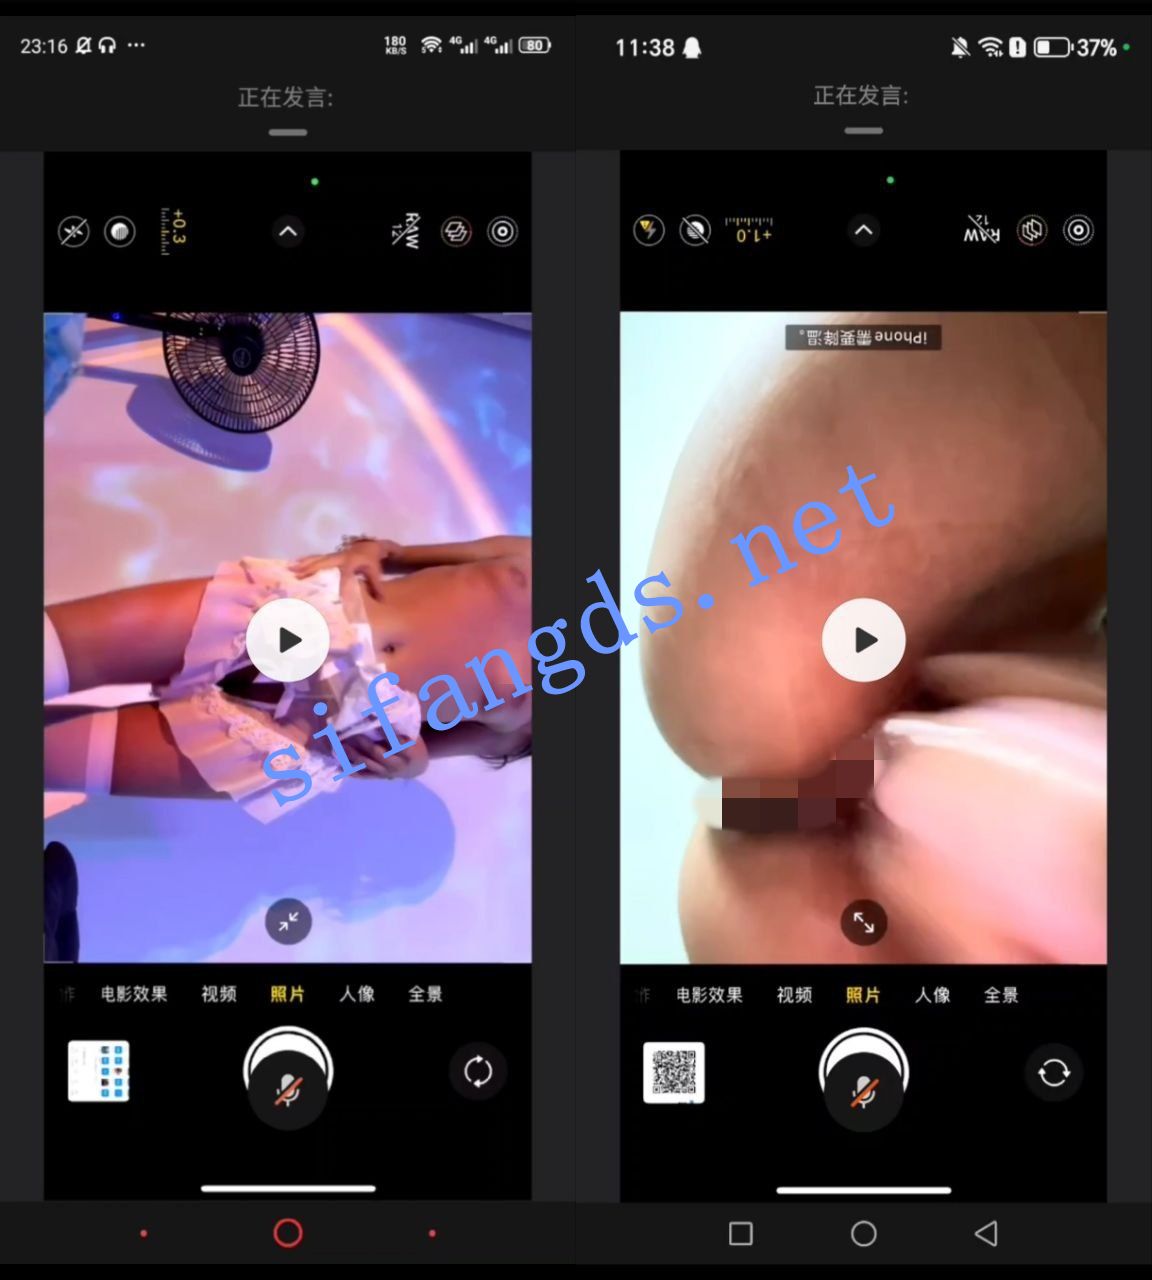 23:16
180
KB/S
4G
4G
80
正在发言:
+0.3
RAW
12
电影效果
视频
照片
人像
全景
11:38
37%
正在发言:
+1.0
RAW
12
iPhone 需要降温。
电影效果
视频
照片
人像
全景
sifangds.net